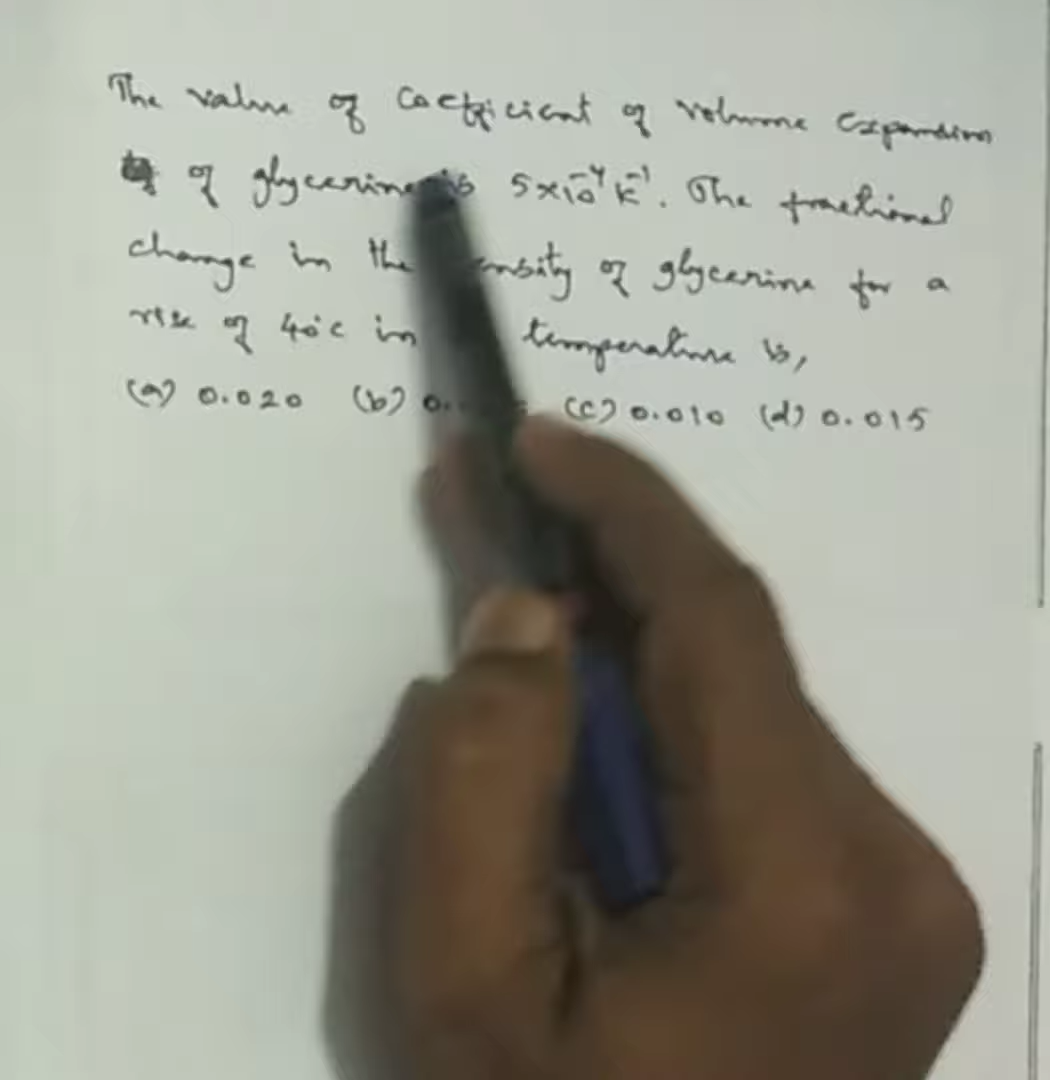 The value of Coefficient of volume Expansion
of glycerine is 5×10⁻⁴ K⁻¹. The fractional
change in the of glycerine for a
rise of 40°c in temperature is,
(a) 0.020 (b) (c) 0.010 (d) 0.015